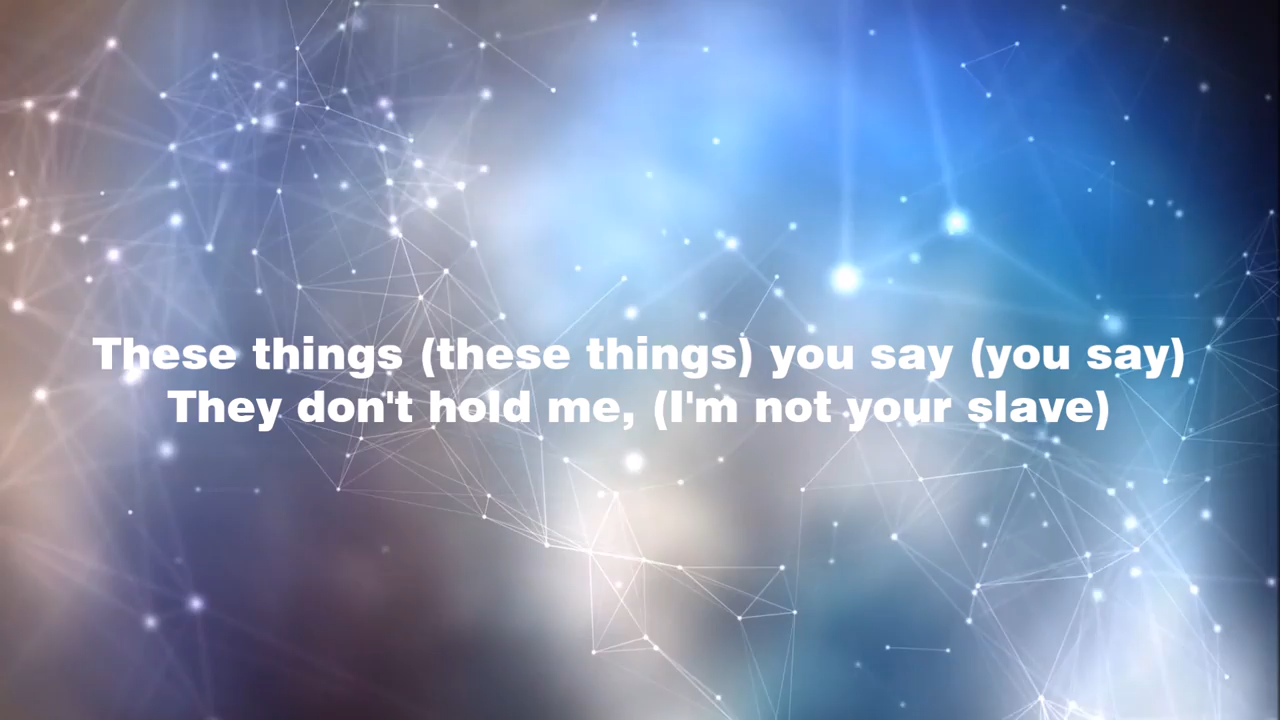 These things (these things) you say (you say)
They don't hold me, (I'm not your slave)